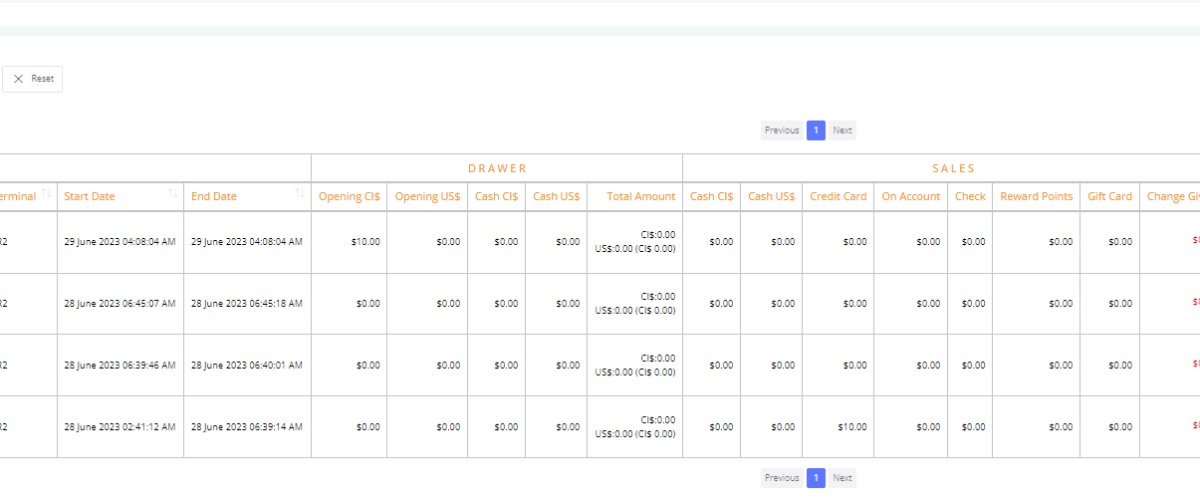 Reset
Previous 1 Next
DRAWER SALES
erminal Start Date End Date Opening CI$ Opening US$ Cash CI$ Cash US$ Total Amount Cash CI$ Cash US$ Credit Card On Account Check Reward Points Gift Card Change Gi
R2 29 June 2023 04:08:04 AM 29 June 2023 04:08:04 AM $10.00 $0.00 $0.00 $0.00 CI$:0.00 $0.00 $0.00 $0.00 $0.00 $0.00 $0.00 $0.00
US$:0.00 (CI$ 0.00)
R2 28 June 2023 06:45:07 AM 28 June 2023 06:45:18 AM $0.00 $0.00 $0.00 $0.00 CI$:0.00 $0.00 $0.00 $0.00 $0.00 $0.00 $0.00 $0.00
US$:0.00 (CI$ 0.00)
R2 28 June 2023 06:39:46 AM 28 June 2023 06:40:01 AM $0.00 $0.00 $0.00 $0.00 CI$:0.00 $0.00 $0.00 $0.00 $0.00 $0.00 $0.00 $0.00
US$:0.00 (CI$ 0.00)
R2 28 June 2023 02:41:12 AM 28 June 2023 06:39:14 AM $0.00 $0.00 $0.00 $0.00 CI$:0.00 $0.00 $0.00 $10.00 $0.00 $0.00 $0.00 $0.00
US$:0.00 (CI$ 0.00)
Previous 1 Next